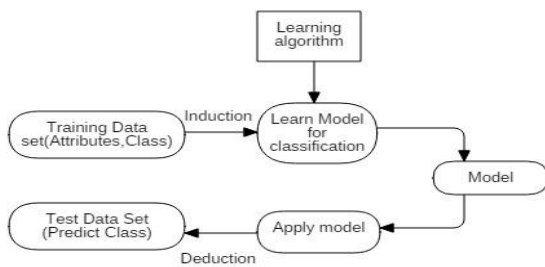 Learning
algorithm
Induction
Training Data
set(Attributes,Class)
Learn Model
for
classification
Model
Test Data Set
(Predict Class)
Apply model
Deduction